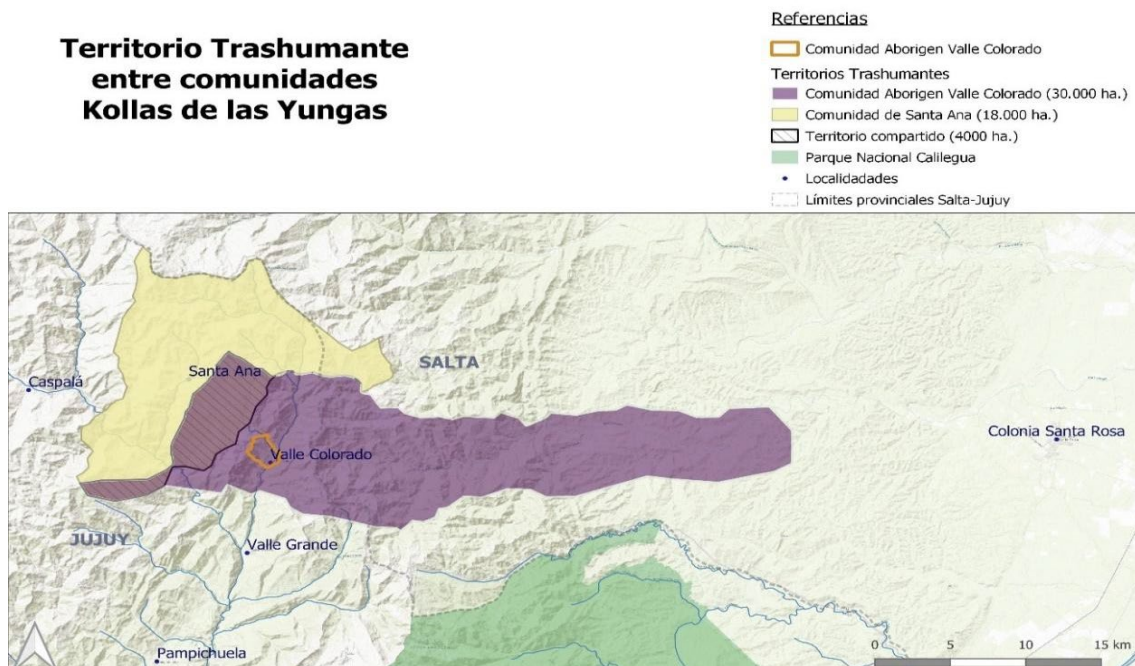 Territorio Trashumante
entre comunidades
Kollas de las Yungas
Referencias
Comunidad Aborigen Valle Colorado
Territorios Trashumantes
Comunidad Aborigen Valle Colorado (30.000 ha.)
Comunidad de Santa Ana (18.000 ha.)
Territorio compartido (4000 ha.)
Parque Nacional Calilegua
Localidadades
Límites provinciales Salta-Jujuy
Santa Ana
SALTA
Caspalá
Colonia Santa Rosa
Valle Colorado
JUJUY
Valle Grande
Pampichuela
0 5 10 15 km